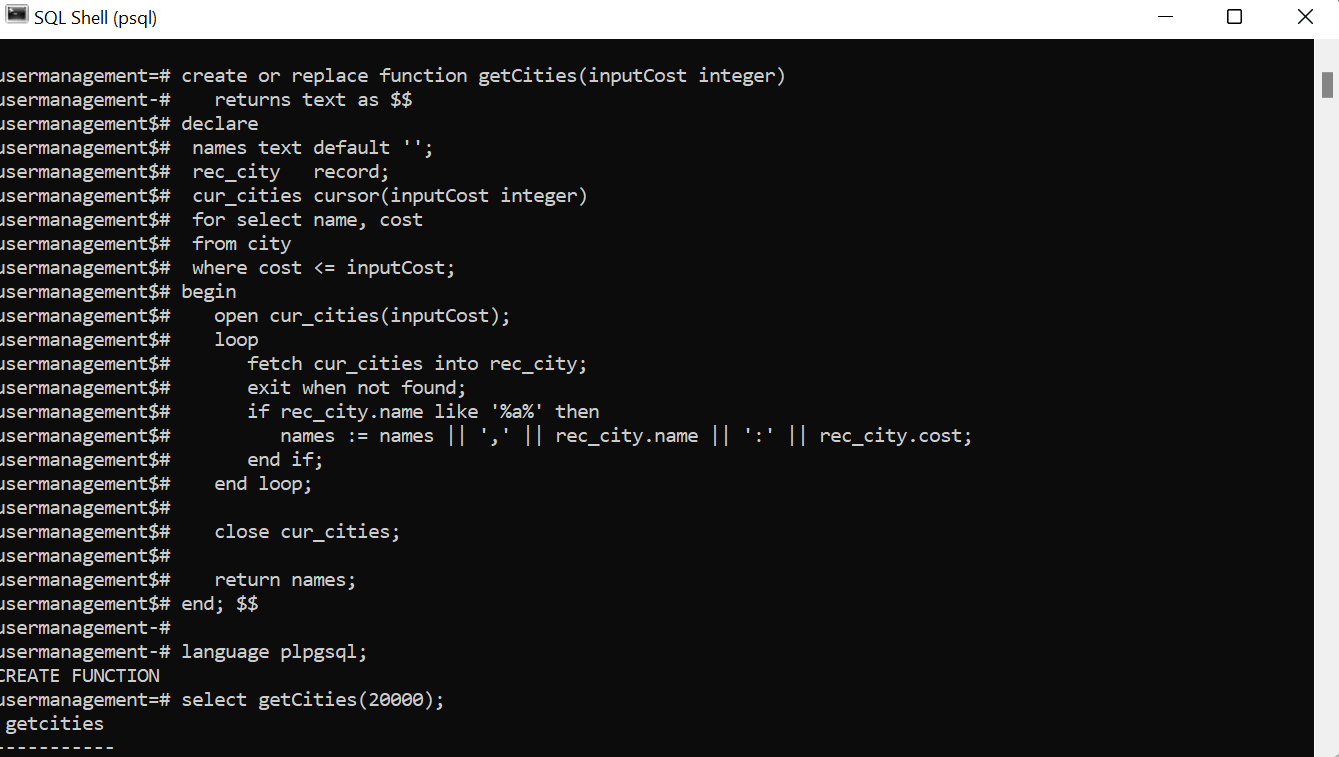 SQL Shell (psql)
usermanagement=# create or replace function getCities(inputCost integer)
usermanagement-#    returns text as $$
usermanagement$# declare
usermanagement$#  names text default '';
usermanagement$#  rec_city   record;
usermanagement$#  cur_cities cursor(inputCost integer)
usermanagement$#  for select name, cost
usermanagement$#  from city
usermanagement$#  where cost <= inputCost;
usermanagement$# begin
usermanagement$#    open cur_cities(inputCost);
usermanagement$#    loop
usermanagement$#       fetch cur_cities into rec_city;
usermanagement$#       exit when not found;
usermanagement$#       if rec_city.name like '%a%' then
usermanagement$#          names := names || ',' || rec_city.name || ':' || rec_city.cost;
usermanagement$#       end if;
usermanagement$#    end loop;
usermanagement$#
usermanagement$#    close cur_cities;
usermanagement$#
usermanagement$#    return names;
usermanagement$# end; $$
usermanagement-#
usermanagement-# language plpgsql;
CREATE FUNCTION
usermanagement=# select getCities(20000);
 getcities
-----------